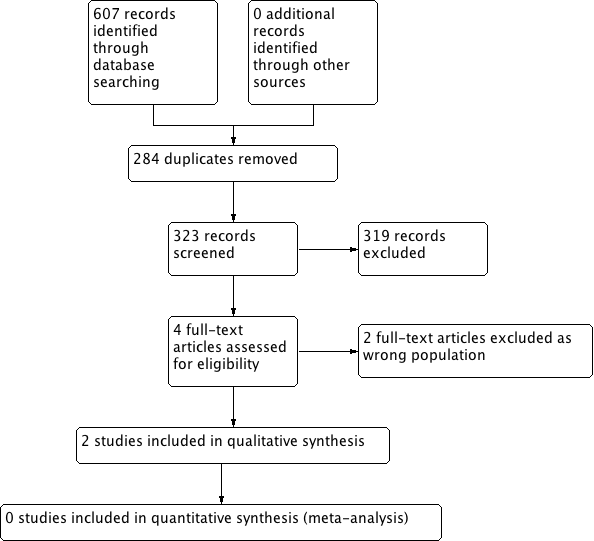 607 records
identified
through
database
searching
0 additional
records
identified
through other
sources
284 duplicates removed
323 records
screened
319 records
excluded
4 full-text
articles assessed
for eligibility
2 full-text articles excluded as
wrong population
2 studies included in qualitative synthesis
0 studies included in quantitative synthesis (meta-analysis)